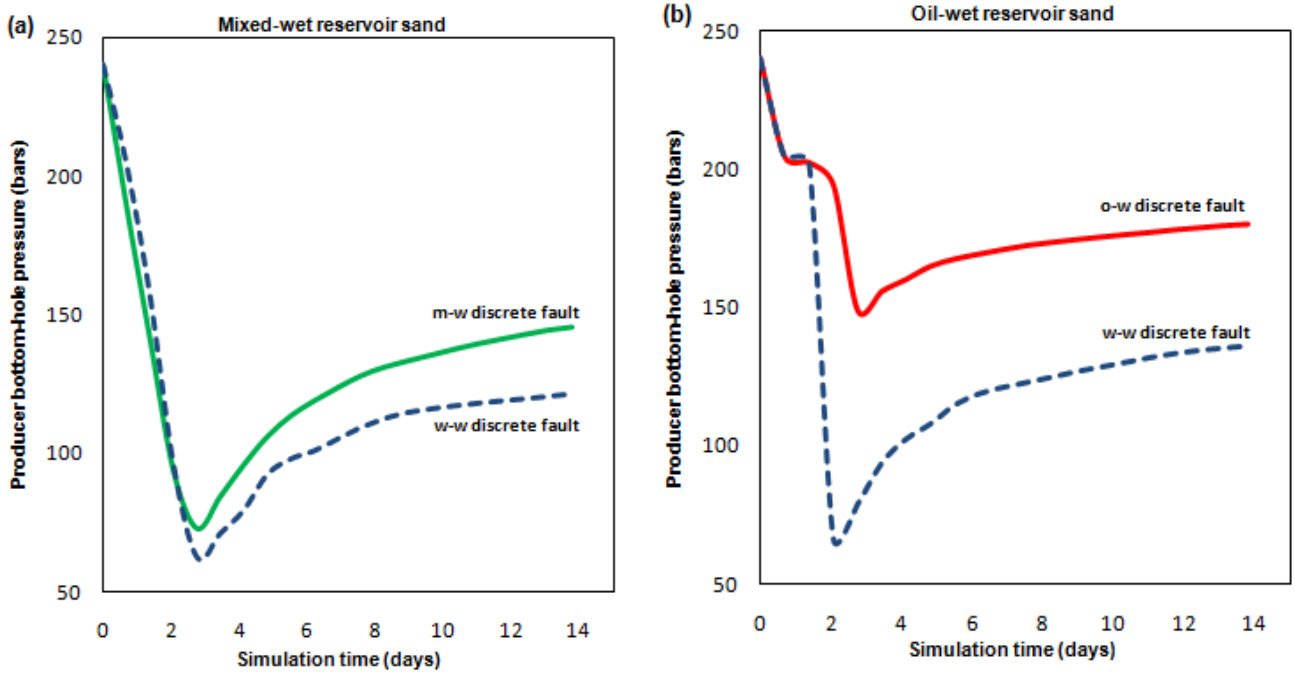 (a)
Mixed-wet reservoir sand
250
200
150
100
50
Producer bottom-hole pressure (bars)
m-w discrete fault
w-w discrete fault
0 2 4 6 8 10 12 14
Simulation time (days)
(b)
Oil-wet reservoir sand
250
200
150
100
50
Producer bottom-hole pressure (bars)
o-w discrete fault
w-w discrete fault
0 2 4 6 8 10 12 14
Simulation time (days)